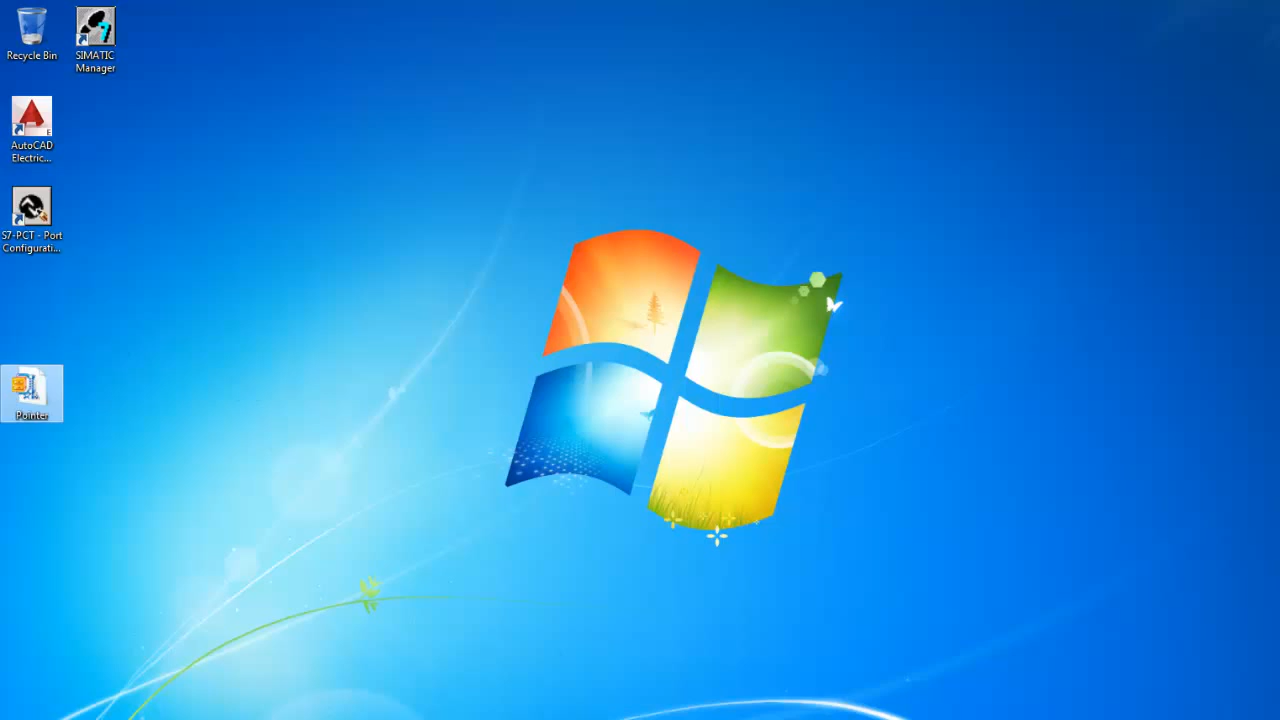 Recycle Bin
SIMATIC
Manager
AutoCAD
Electric...
S7-PCT - Port
Configurati...
Pointer